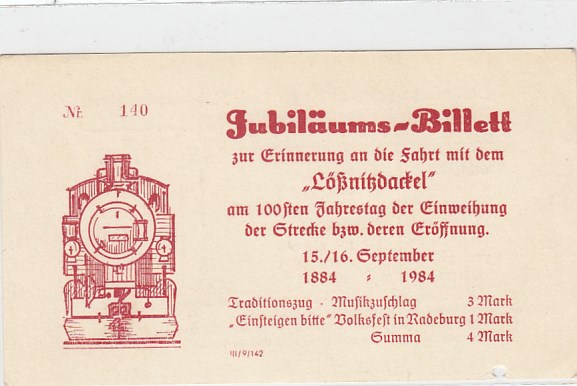 Nr. 140
Jubiläums-Billett
zur Erinnerung an die Fahrt mit dem
„Lößnitzdackel"
am 100sten Jahrestag der Einweihung
der Strecke bzw. deren Eröffnung.
15./16. September
1884 - 1984
Traditionszug - Musikzuschlag 3 Mark
„Einsteigen bitte" Volksfest in Radeburg 1 Mark
Summa 4 Mark
III/9/142